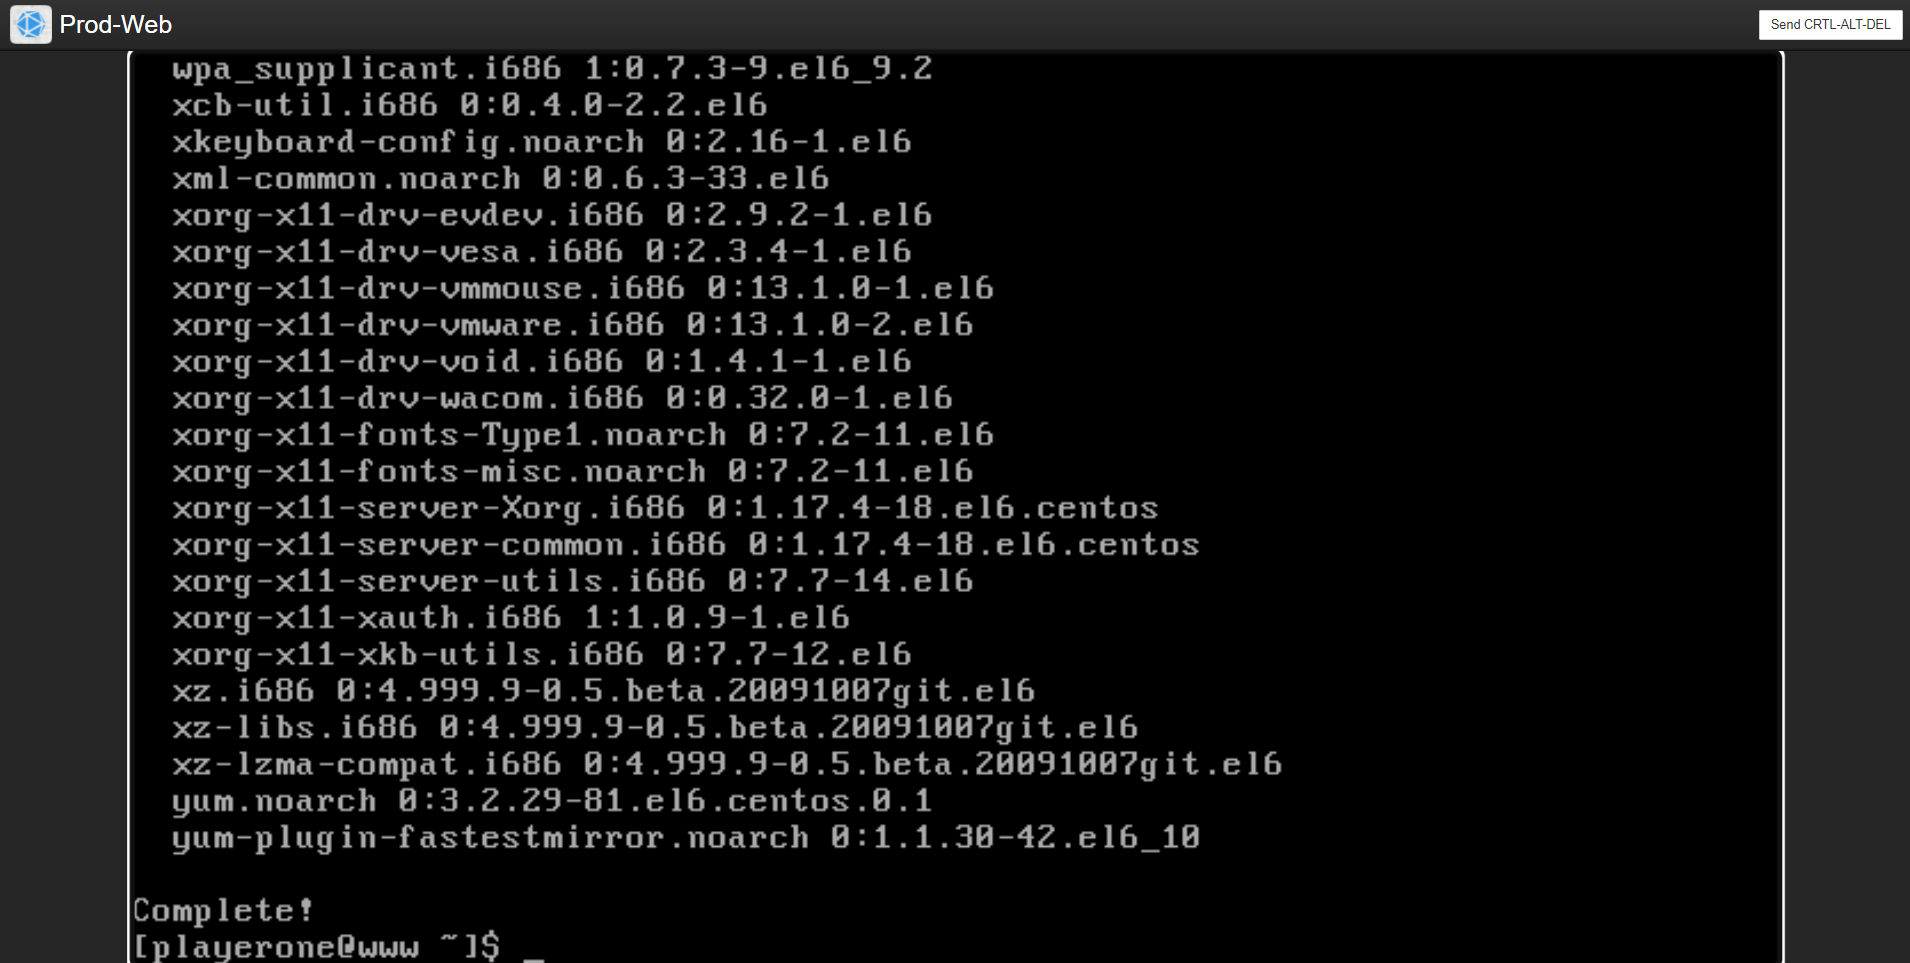 Prod-Web
Send CRTL-ALT-DEL
wpa_supplicant.i686 1:0.7.3-9.el6_9.2
xcb-util.i686 0:0.4.0-2.2.el6
xkeyboard-config.noarch 0:2.16-1.el6
xml-common.noarch 0:0.6.3-33.el6
xorg-x11-drv-evdev.i686 0:2.9.2-1.el6
xorg-x11-drv-vesa.i686 0:2.3.4-1.el6
xorg-x11-drv-vmmouse.i686 0:13.1.0-1.el6
xorg-x11-drv-vmware.i686 0:13.1.0-2.el6
xorg-x11-drv-void.i686 0:1.4.1-1.el6
xorg-x11-drv-wacom.i686 0:0.32.0-1.el6
xorg-x11-fonts-Type1.noarch 0:7.2-11.el6
xorg-x11-fonts-misc.noarch 0:7.2-11.el6
xorg-x11-server-Xorg.i686 0:1.17.4-18.el6.centos
xorg-x11-server-common.i686 0:1.17.4-18.el6.centos
xorg-x11-server-utils.i686 0:7.7-14.el6
xorg-x11-xauth.i686 1:1.0.9-1.el6
xorg-x11-xkb-utils.i686 0:7.7-12.el6
xz.i686 0:4.999.9-0.5.beta.20091007git.el6
xz-libs.i686 0:4.999.9-0.5.beta.20091007git.el6
xz-lzma-compat.i686 0:4.999.9-0.5.beta.20091007git.el6
yum.noarch 0:3.2.29-81.el6.centos.0.1
yum-plugin-fastestmirror.noarch 0:1.1.30-42.el6_10
Complete!
[playerone@www ~]$ _